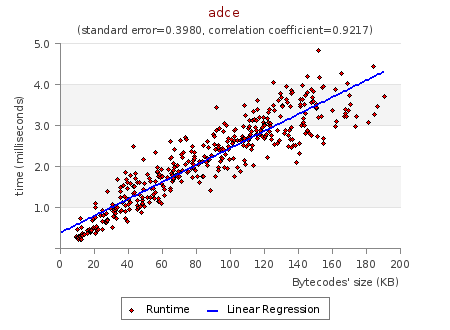 adce
(standard error=0.3980, correlation coefficient=0.9217)
5.0
4.0
3.0
2.0
1.0
time (milliseconds)
0 20 40 60 80 100 120 140 160 180 200
Bytecodes' size (KB)
Runtime Linear Regression